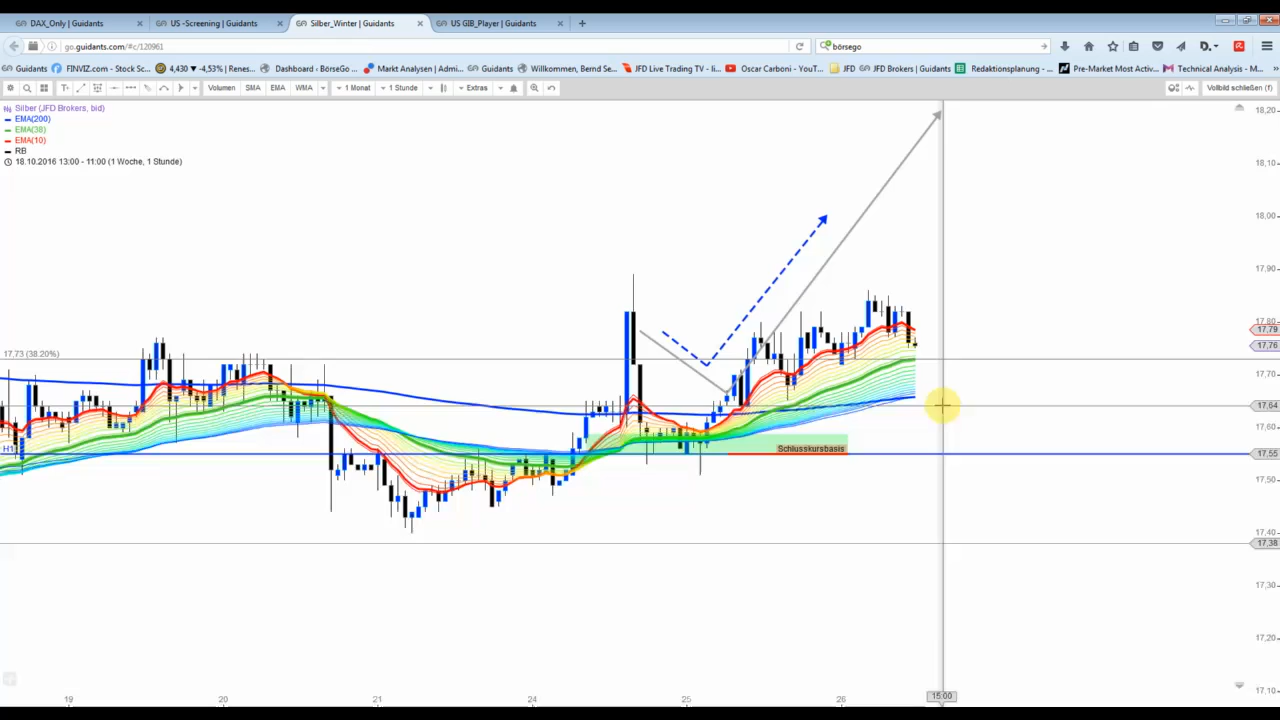 DAX_Only | Guidants
US -Screening | Guidants
Silber_Winter | Guidants
US GIB_Player | Guidants
go.guidants.com/#c/120961
börsego
Guidants FINVIZ.com - Stock Sc... 4,430 ▼ -4,53% | Renes... Dashboard - BörseGo ... Markt Analysen | Admi... Guidants Willkommen, Bernd Se... JFD Live Trading TV - li... Oscar Carboni - YouT... JFD JFD Brokers | Guidants Redaktionsplanung - ... Pre-Market Most Activ... Technical Analysis - M...
Volumen SMA EMA WMA 1 Monat 1 Stunde Extras Vollbild schließen (f)
Silber (JFD Brokers, bid)
EMA(200)
EMA(38)
EMA(10)
RB
18.10.2016 13:00 - 11:00 (1 Woche, 1 Stunde)
18,20
18,10
18,00
17,90
17,80
17,79
17,76
17,73 (38.20%)
17,70
17,64
17,60
H1
Schlusskursbasis
17,55
17,50
17,40
17,38
17,30
17,20
17,10
19 20 21 24 25 26 15:00